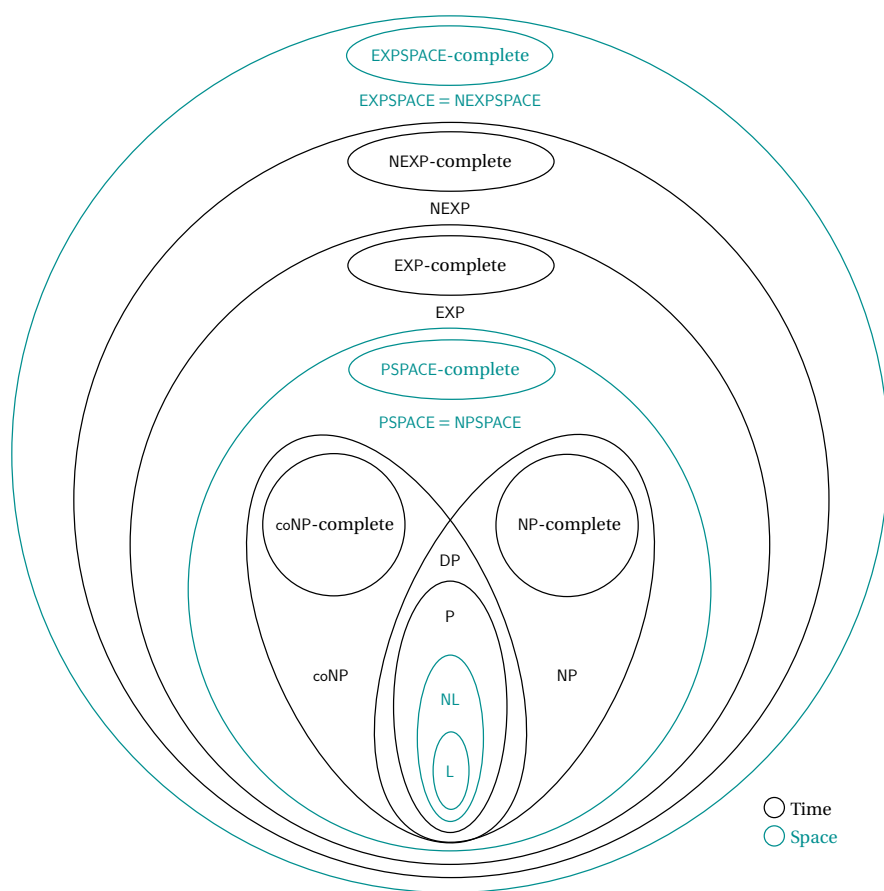 EXPSPACE-complete
EXPSPACE = NEXPSPACE
NEXP-complete
NEXP
EXP-complete
EXP
PSPACE-complete
PSPACE = NPSPACE
coNP-complete
NP-complete
DP
P
coNP
NP
NL
L
Time
Space